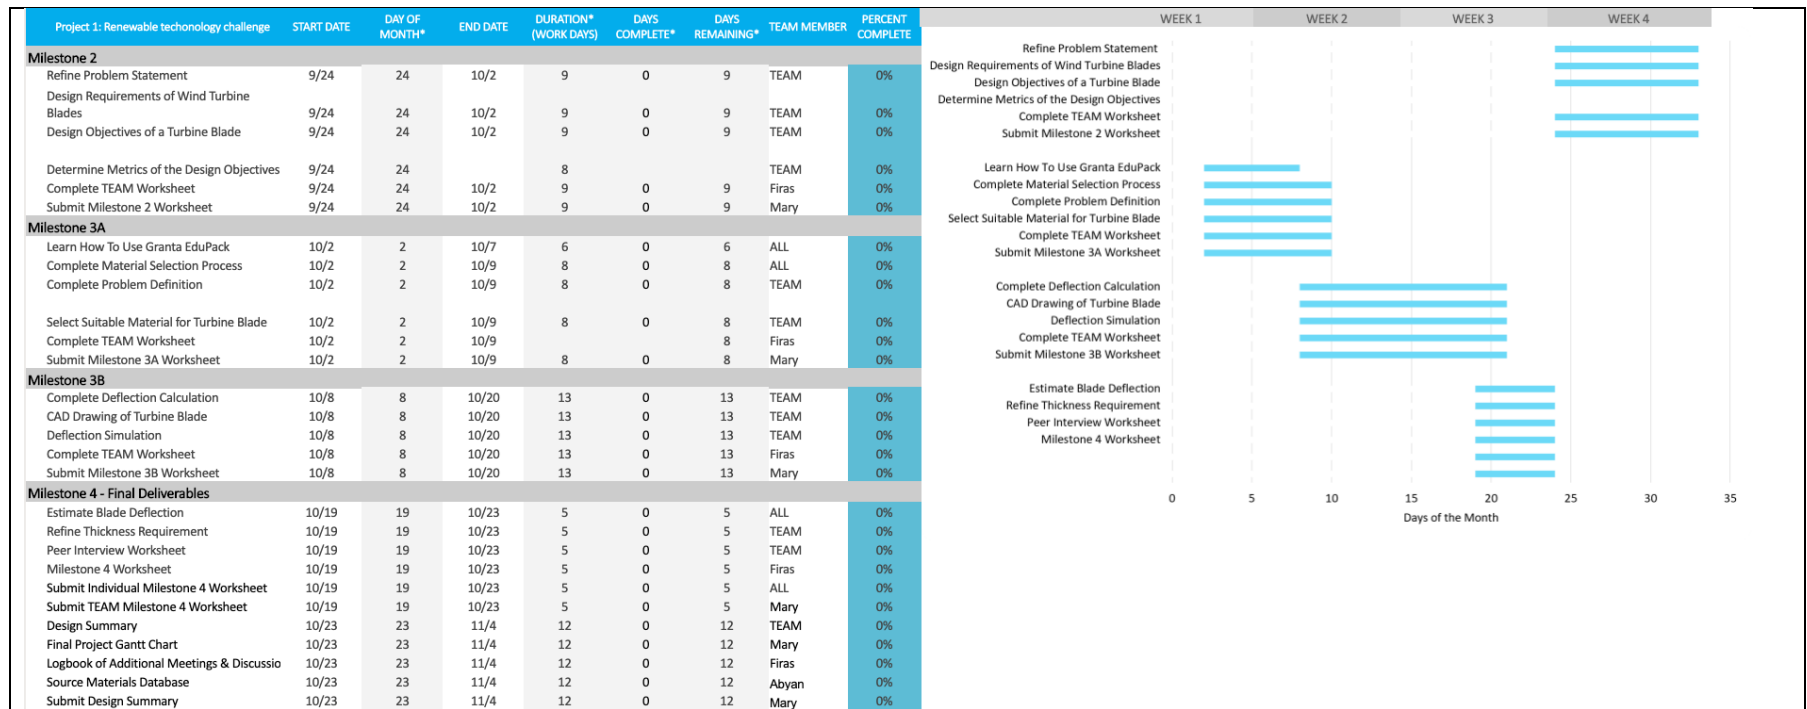 Project 1: Renewable techonology challenge START DATE DAY OF MONTH* END DATE DURATION* (WORK DAYS) DAYS COMPLETE* DAYS REMAINING* TEAM MEMBER PERCENT COMPLETE
Milestone 2
Refine Problem Statement 9/24 24 10/2 9 0 9 TEAM 0%
Design Requirements of Wind Turbine
Blades 9/24 24 10/2 9 0 9 TEAM 0%
Design Objectives of a Turbine Blade 9/24 24 10/2 9 0 9 TEAM 0%
Determine Metrics of the Design Objectives 9/24 24 8 TEAM 0%
Complete TEAM Worksheet 9/24 24 10/2 9 0 9 Firas 0%
Submit Milestone 2 Worksheet 9/24 24 10/2 9 0 9 Mary 0%
Milestone 3A
Learn How To Use Granta EduPack 10/2 2 10/7 6 0 6 ALL 0%
Complete Material Selection Process 10/2 2 10/9 8 0 8 ALL 0%
Complete Problem Definition 10/2 2 10/9 8 0 8 TEAM 0%
Select Suitable Material for Turbine Blade 10/2 2 10/9 8 0 8 TEAM 0%
Complete TEAM Worksheet 10/2 2 10/9 8 Firas 0%
Submit Milestone 3A Worksheet 10/2 2 10/9 8 0 8 Mary 0%
Milestone 3B
Complete Deflection Calculation 10/8 8 10/20 13 0 13 TEAM 0%
CAD Drawing of Turbine Blade 10/8 8 10/20 13 0 13 TEAM 0%
Deflection Simulation 10/8 8 10/20 13 0 13 TEAM 0%
Complete TEAM Worksheet 10/8 8 10/20 13 0 13 Firas 0%
Submit Milestone 3B Worksheet 10/8 8 10/20 13 0 13 Mary 0%
Milestone 4 - Final Deliverables
Estimate Blade Deflection 10/19 19 10/23 5 0 5 ALL 0%
Refine Thickness Requirement 10/19 19 10/23 5 0 5 TEAM 0%
Peer Interview Worksheet 10/19 19 10/23 5 0 5 TEAM 0%
Milestone 4 Worksheet 10/19 19 10/23 5 0 5 Firas 0%
Submit Individual Milestone 4 Worksheet 10/19 19 10/23 5 0 5 ALL 0%
Submit TEAM Milestone 4 Worksheet 10/19 19 10/23 5 0 5 Mary 0%
Design Summary 10/23 23 11/4 12 0 12 TEAM 0%
Final Project Gantt Chart 10/23 23 11/4 12 0 12 Mary 0%
Logbook of Additional Meetings & Discussio 10/23 23 11/4 12 0 12 Firas 0%
Source Materials Database 10/23 23 11/4 12 0 12 Abyan 0%
Submit Design Summary 10/23 23 11/4 12 0 12 Mary 0%
WEEK 1 WEEK 2 WEEK 3 WEEK 4
Refine Problem Statement
Design Requirements of Wind Turbine Blades
Design Objectives of a Turbine Blade
Determine Metrics of the Design Objectives
Complete TEAM Worksheet
Submit Milestone 2 Worksheet
Learn How To Use Granta EduPack
Complete Material Selection Process
Complete Problem Definition
Select Suitable Material for Turbine Blade
Complete TEAM Worksheet
Submit Milestone 3A Worksheet
Complete Deflection Calculation
CAD Drawing of Turbine Blade
Deflection Simulation
Complete TEAM Worksheet
Submit Milestone 3B Worksheet
Estimate Blade Deflection
Refine Thickness Requirement
Peer Interview Worksheet
Milestone 4 Worksheet
0 5 10 15 20 25 30 35
Days of the Month